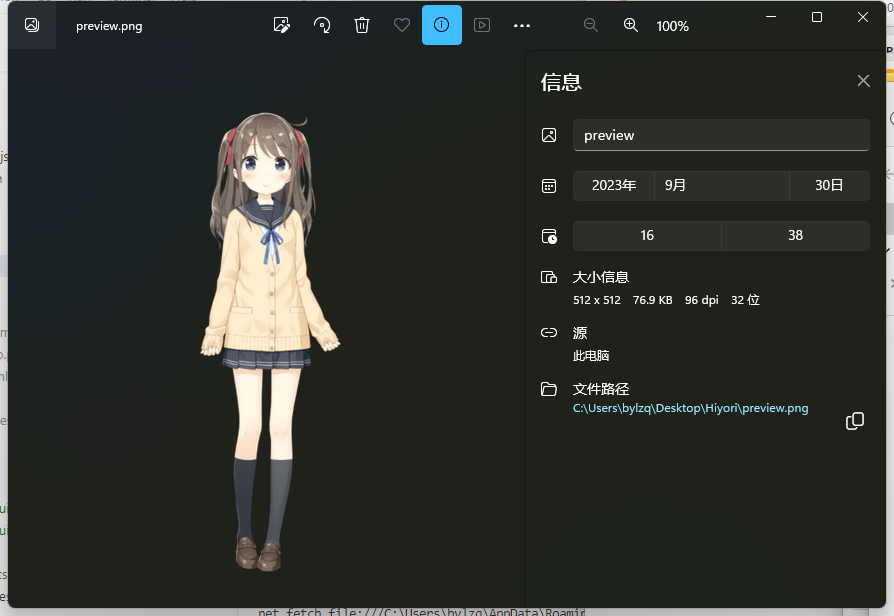 preview.png
100%
信息
preview
2023年 9月 30日
16 38
大小信息
512 x 512 76.9 KB 96 dpi 32 位
源
此电脑
文件路径
C:\Users\bylzq\Desktop\Hiyori\preview.png
net fetch file:///C:\Users\bylzq\AppData\Roamin